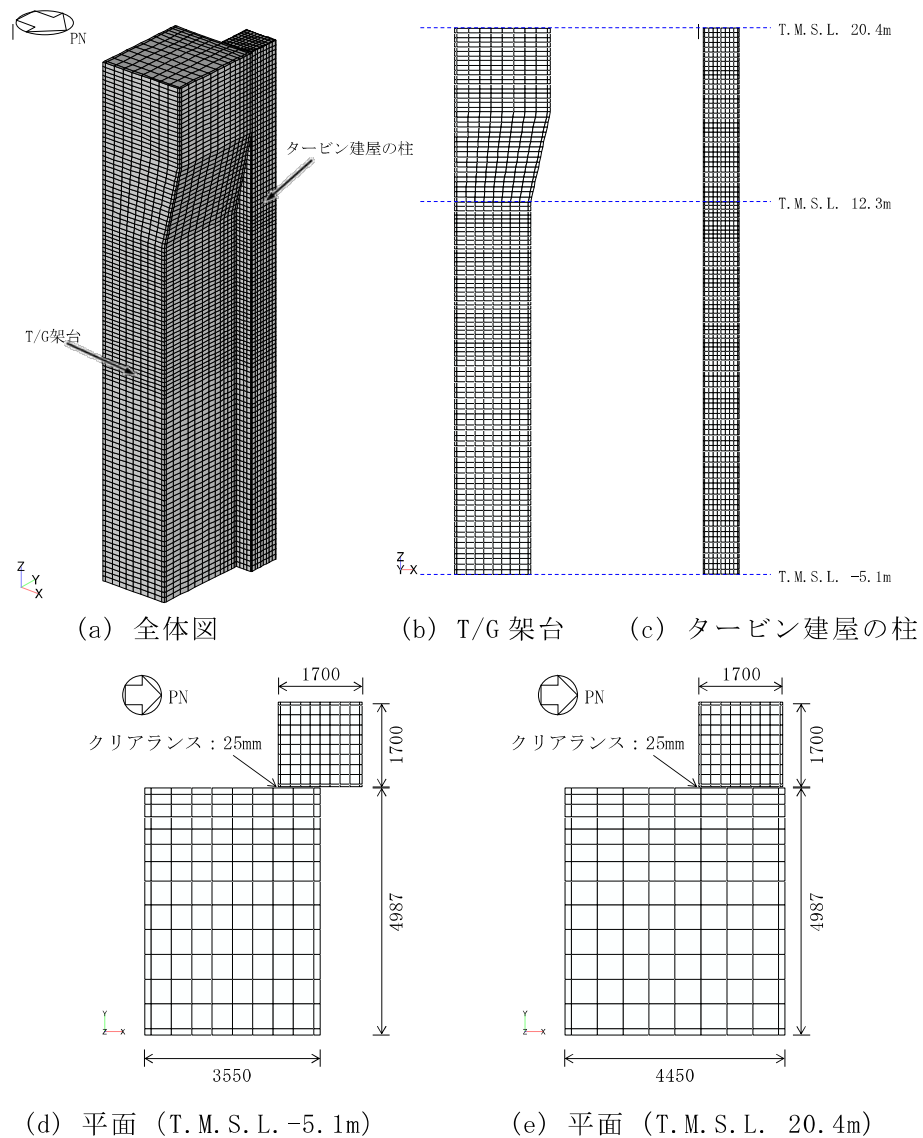 PN
タービン建屋の柱
T/G架台
Z
Y
X
(a) 全体図
T.M.S.L. 20.4m
T.M.S.L. 12.3m
T.M.S.L. -5.1m
Z
Y X
(b) T/G 架台
(c) タービン建屋の柱
PN
1700
1700
クリアランス：25mm
4987
Y
Z X
3550
(d) 平面 (T.M.S.L.-5.1m)
PN
1700
1700
クリアランス：25mm
4987
Y
Z X
4450
(e) 平面 (T.M.S.L. 20.4m)